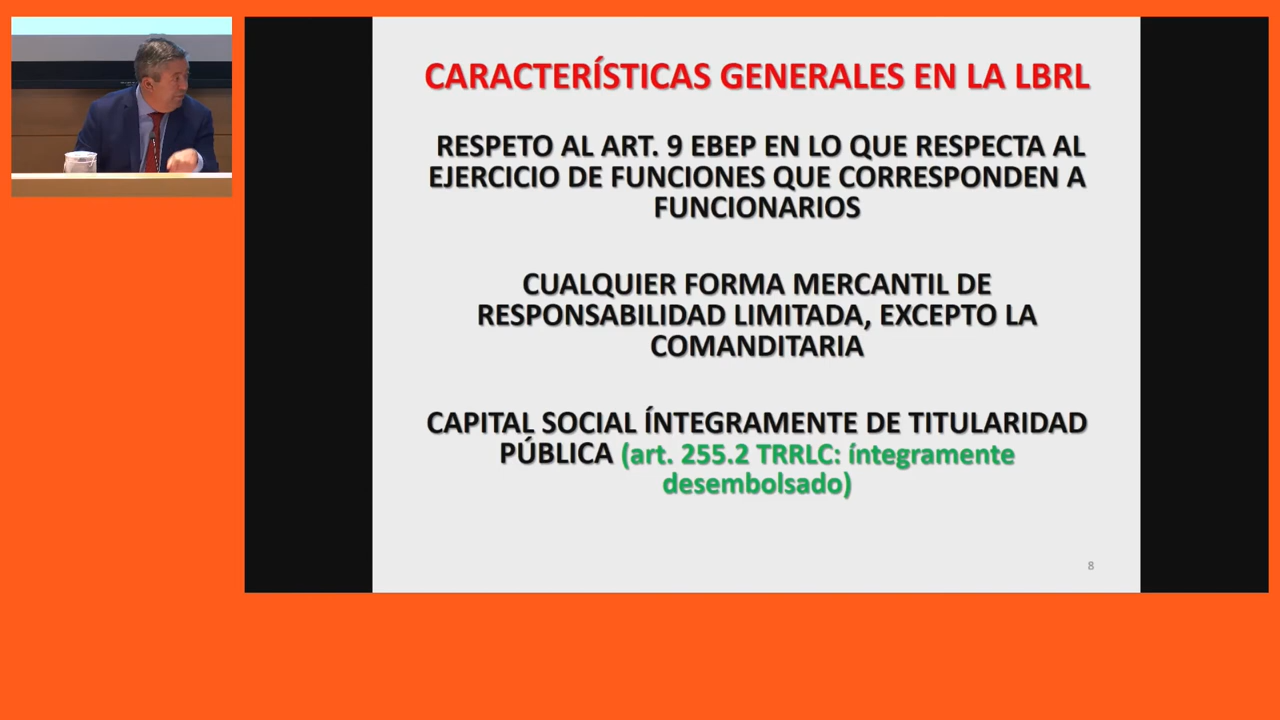 CARACTERÍSTICAS GENERALES EN LA LBRL
RESPETO AL ART. 9 EBEP EN LO QUE RESPECTA AL
EJERCICIO DE FUNCIONES QUE CORRESPONDEN A
FUNCIONARIOS
CUALQUIER FORMA MERCANTIL DE
RESPONSABILIDAD LIMITADA, EXCEPTO LA
COMANDITARIA
CAPITAL SOCIAL ÍNTEGRAMENTE DE TITULARIDAD
PÚBLICA (art. 255.2 TRRLC: íntegramente
desembolsado)
8